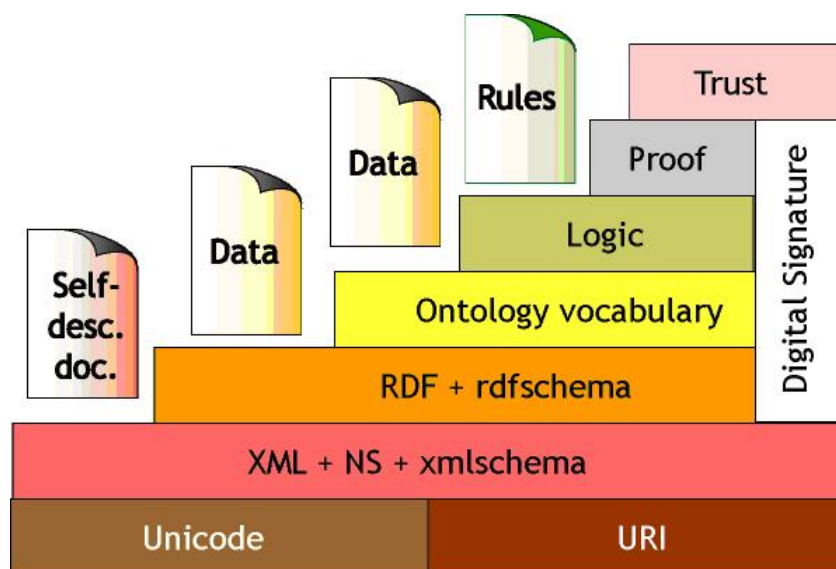 Rules
Trust
Data
Proof
Data
Logic
Self-
desc.
doc.
Ontology vocabulary
Digital Signature
RDF + rdfschema
XML + NS + xmlschema
Unicode
URI